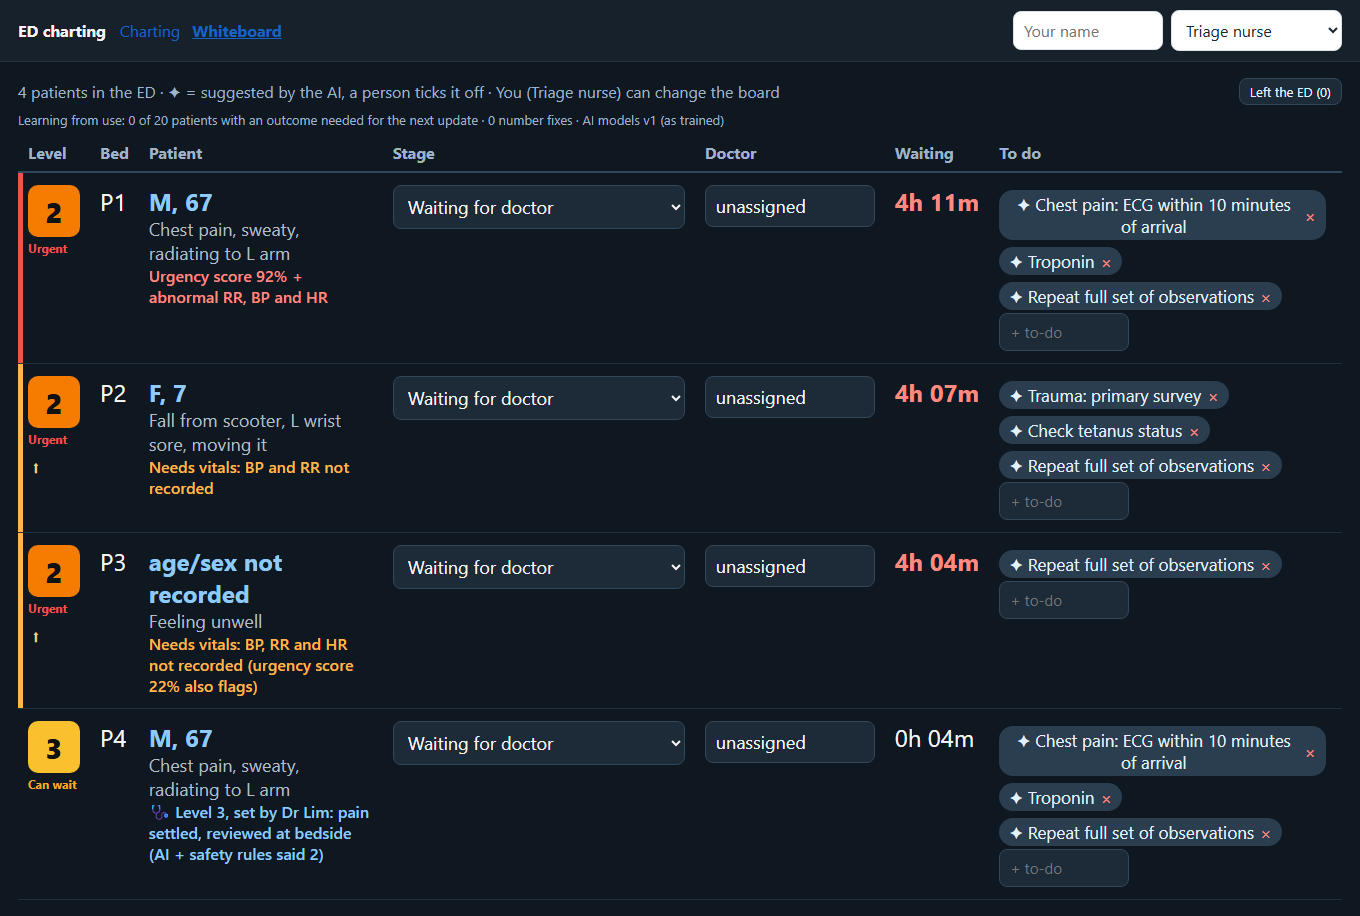 ED charting Charting Whiteboard Your name Triage nurse
4 patients in the ED · ✦ = suggested by the AI, a person ticks it off · You (Triage nurse) can change the board Left the ED (0)
Learning from use: 0 of 20 patients with an outcome needed for the next update · 0 number fixes · AI models v1 (as trained)
Level Bed Patient Stage Doctor Waiting To do
2
Urgent
P1
M, 67
Chest pain, sweaty,
radiating to L arm
Urgency score 92% +
abnormal RR, BP and HR
Waiting for doctor
unassigned
4h 11m
✦ Chest pain: ECG within 10 minutes
of arrival ×
✦ Troponin ×
✦ Repeat full set of observations ×
+ to-do
2
Urgent
↑
P2
F, 7
Fall from scooter, L wrist
sore, moving it
Needs vitals: BP and RR not
recorded
Waiting for doctor
unassigned
4h 07m
✦ Trauma: primary survey ×
✦ Check tetanus status ×
✦ Repeat full set of observations ×
+ to-do
2
Urgent
↑
P3
age/sex not
recorded
Feeling unwell
Needs vitals: BP, RR and HR
not recorded (urgency score
22% also flags)
Waiting for doctor
unassigned
4h 04m
✦ Repeat full set of observations ×
+ to-do
3
Can wait
P4
M, 67
Chest pain, sweaty,
radiating to L arm
🩺 Level 3, set by Dr Lim: pain
settled, reviewed at bedside
(AI + safety rules said 2)
Waiting for doctor
unassigned
0h 04m
✦ Chest pain: ECG within 10 minutes
of arrival ×
✦ Troponin ×
✦ Repeat full set of observations ×
+ to-do